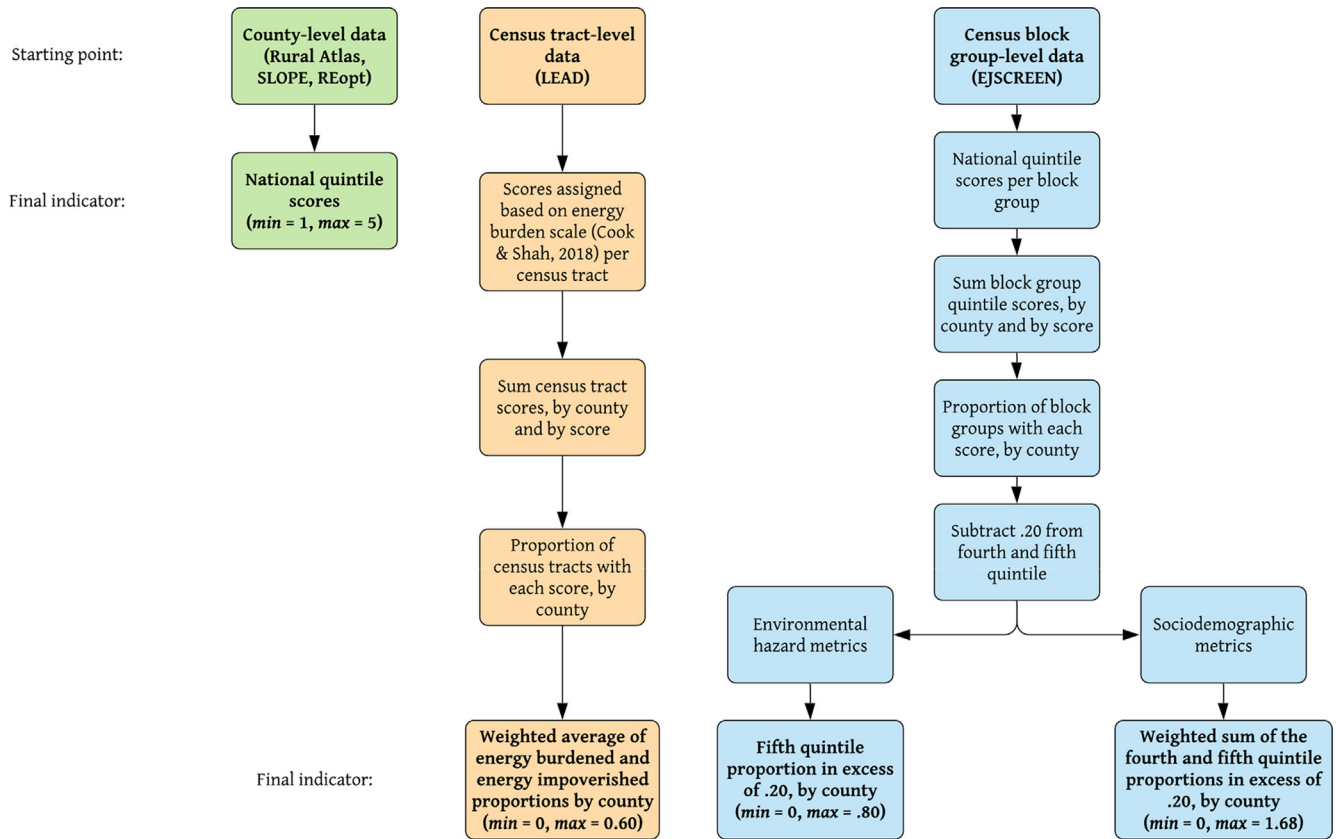 Starting point:
County-level data
(Rural Atlas,
SLOPE, REopt)
National quintile
scores
(min = 1, max = 5)
Final indicator:
Census tract-level
data
(LEAD)
Scores assigned
based on energy
burden scale (Cook
& Shah, 2018) per
census tract
Sum census tract
scores, by county
and by score
Proportion of
census tracts with
each score, by
county
Weighted average of
energy burdened and
energy impoverished
proportions by county
(min = 0, max = 0.60)
Census block
group-level data
(EJSCREEN)
National quintile
scores per block
group
Sum block group
quintile scores, by
county and by score
Proportion of block
groups with each
score, by county
Subtract .20 from
fourth and fifth
quintile
Environmental
hazard metrics
Fifth quintile
proportion in excess
of .20, by county
(min = 0, max = .80)
Sociodemographic
metrics
Weighted sum of the
fourth and fifth quintile
proportions in excess of
.20, by county
(min = 0, max = 1.68)
Final indicator: